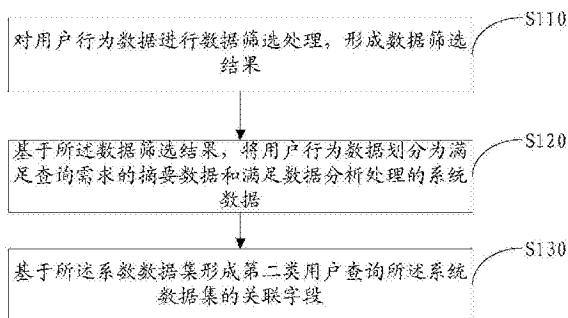 S110
对用户行为数据进行数据筛选处理，形成数据筛选
结果
S120
基于所述数据筛选结果，将用户行为数据划分为满
足查询需求的摘要数据和满足数据分析处理的系统
数据
S130
基于所述系数数据集形成第二类用户查询所述系统
数据集的关联字段